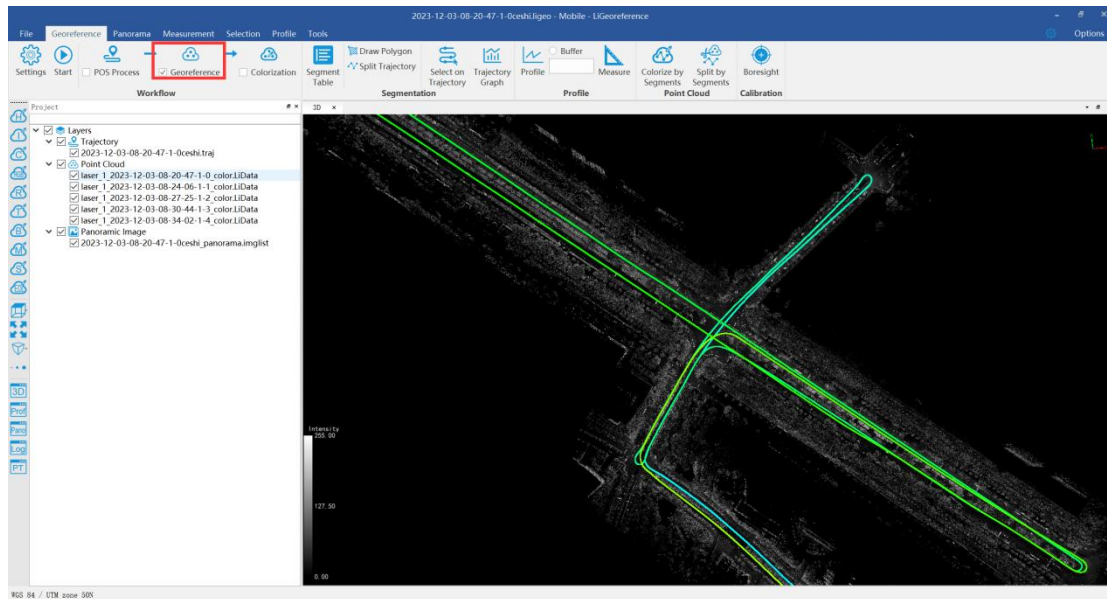 2023-12-03-08-20-47-1-0ceshi.ligeo - Mobile - LiGeoreference
File Georeference Panorama Measurement Selection Profile Tools Options
Settings Start POS Process Georeference Colorization
Workflow
Segment Table
Draw Polygon
Split Trajectory
Select on Trajectory
Trajectory Graph
Segmentation
Profile
Buffer
Measure
Profile
Colorize by Segments
Split by Segments
Point Cloud
Boresight
Calibration
Project
3D
Layers
Trajectory
2023-12-03-08-20-47-1-0ceshi.traj
Point Cloud
laser_1_2023-12-03-08-20-47-1-0_color.LiData
laser_1_2023-12-03-08-24-06-1-1_color.LiData
laser_1_2023-12-03-08-27-25-1-2_color.LiData
laser_1_2023-12-03-08-30-44-1-3_color.LiData
laser_1_2023-12-03-08-34-02-1-4_color.LiData
Panoramic Image
2023-12-03-08-20-47-1-0ceshi_panorama.imglist
3D
Prof
Pano
Log
PT
Intensity
255.00
127.50
0.00
WGS 84 / UTM zone 50N